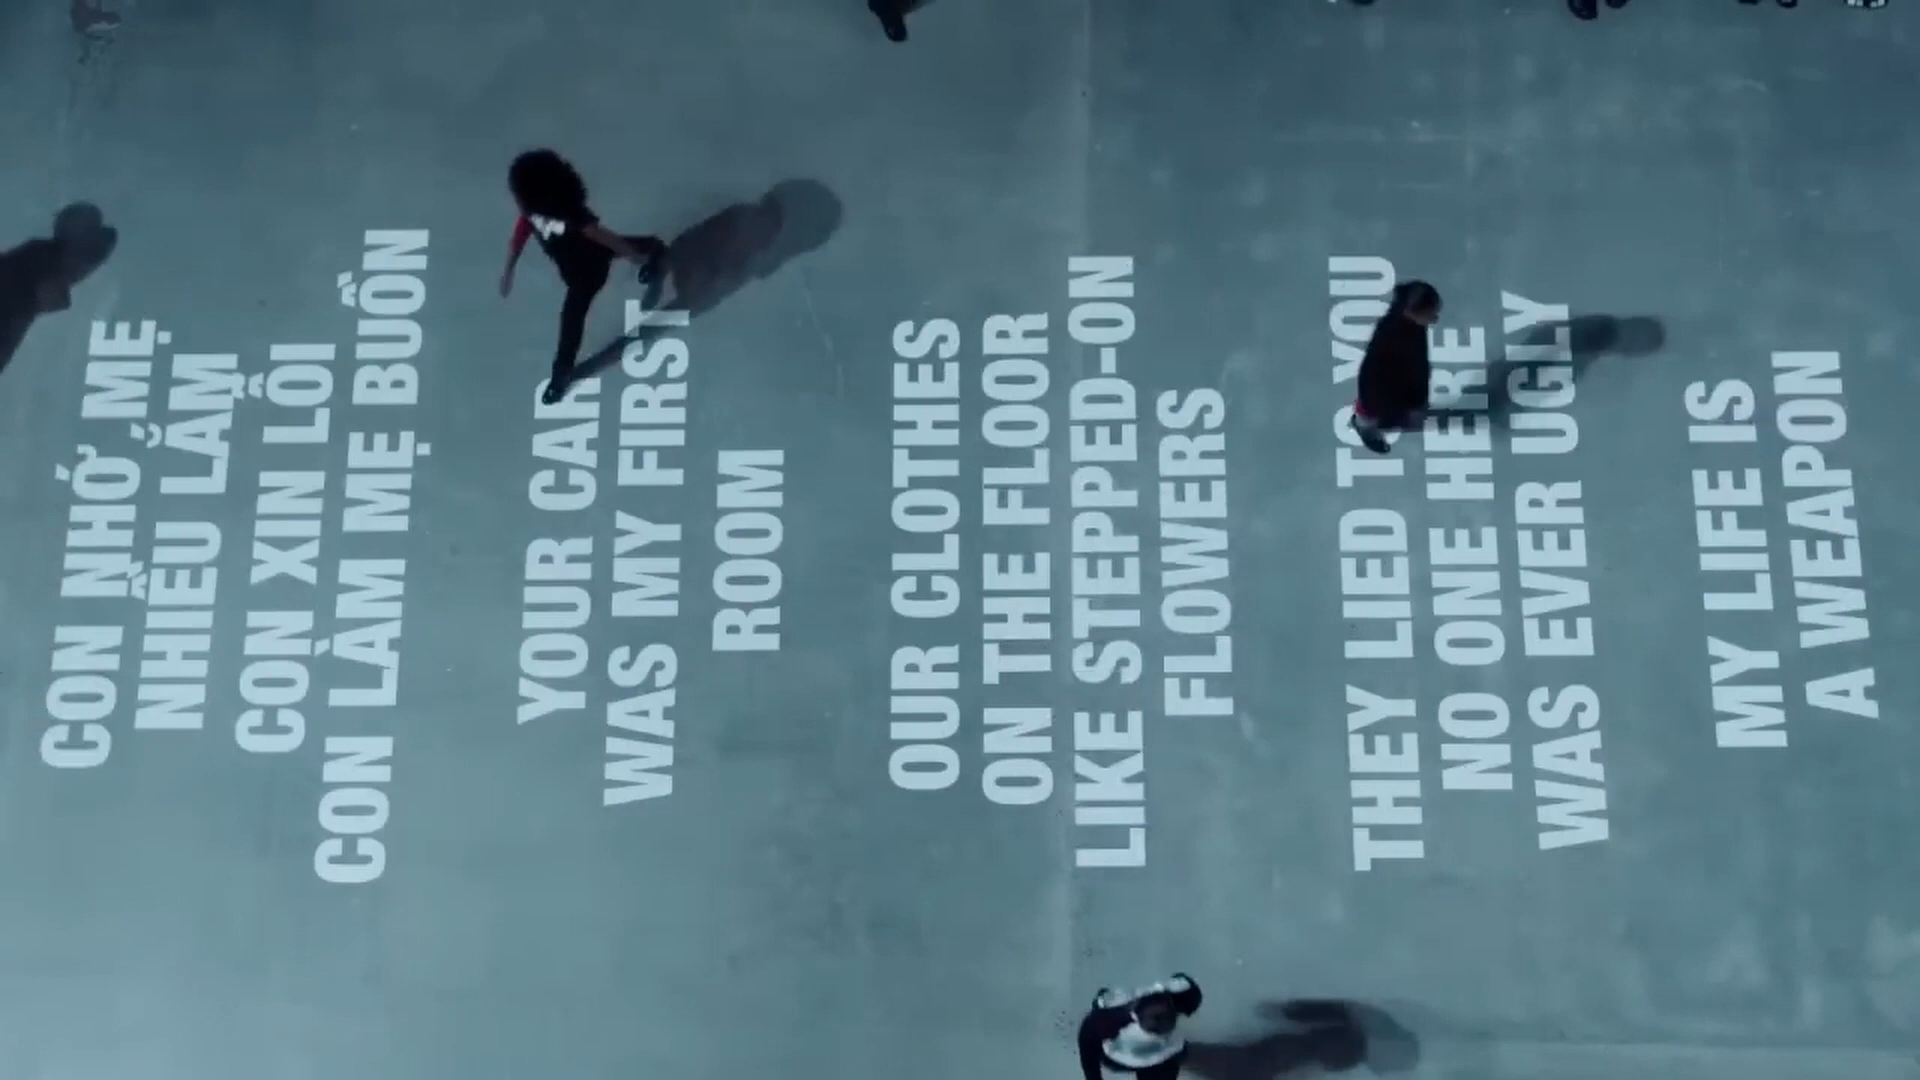 CON NHỚ MẸ
NHIỀU LẮM
CON XIN LỖI
CON LÀM MẸ BUỒN
YOUR CAR
WAS MY FIRST
ROOM
OUR CLOTHES
ON THE FLOOR
LIKE STEPPED-ON
FLOWERS
THEY LIED TO YOU
NO ONE HERE
WAS EVER UGLY
MY LIFE IS
A WEAPON